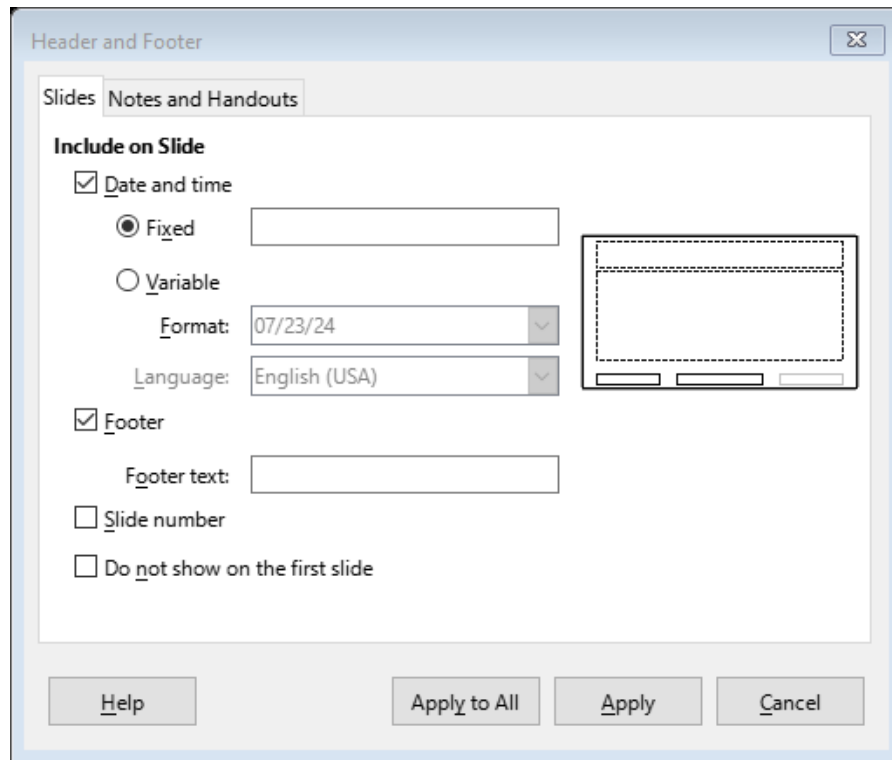 Header and Footer
Slides Notes and Handouts
Include on Slide
Date and time
Fixed
Variable
Format: 07/23/24
Language: English (USA)
Footer
Footer text:
Slide number
Do not show on the first slide
Help Apply to All Apply Cancel